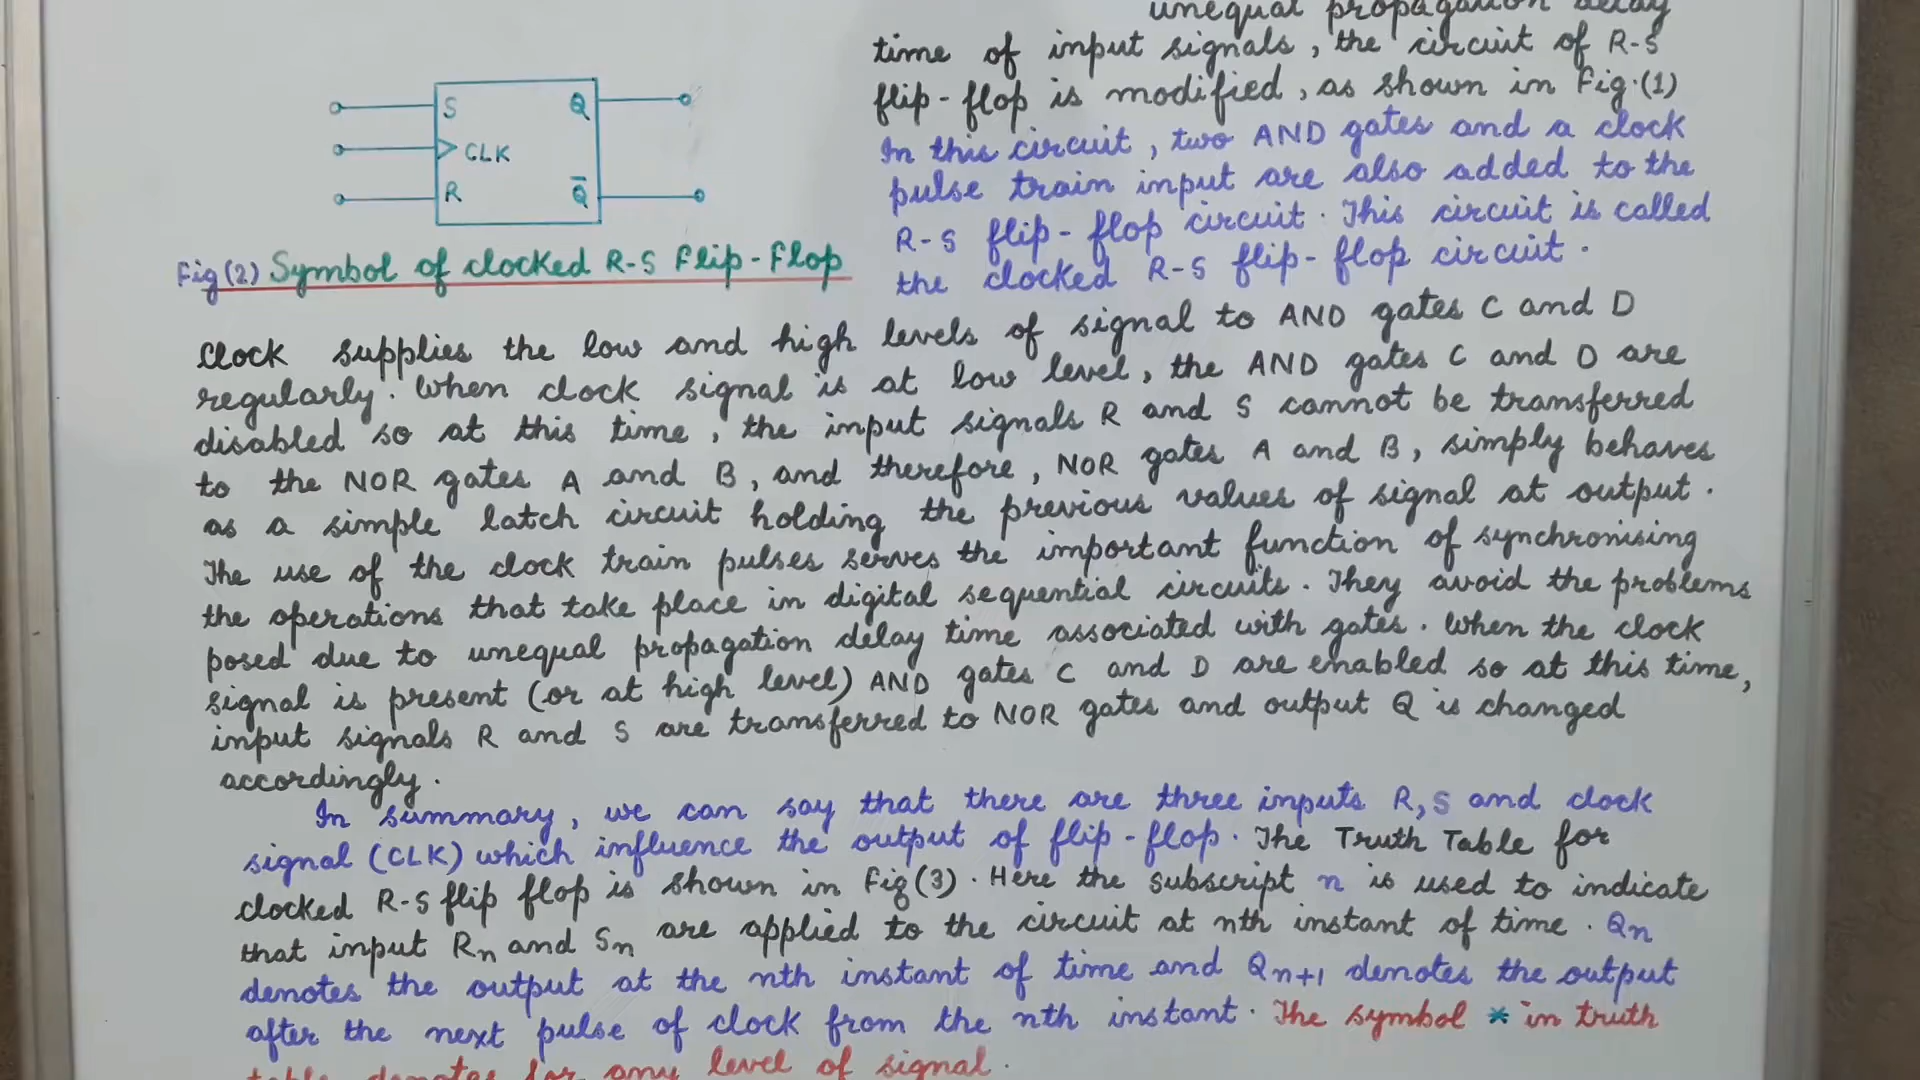 unequal propagation delay
time of input signals, the circuit of R-S
flip-flop is modified, as shown in Fig.(1)
In this circuit, two AND gates and a clock
pulse train input are also added to the
R-S flip-flop circuit. This circuit is called
the clocked R-S flip-flop circuit.
S Q
CLK
R Q̅
Fig(2) Symbol of clocked R-S Flip-Flop
Clock supplies the low and high levels of signal to AND gates C and D
regularly. When clock signal is at low level, the AND gates C and D are
disabled so at this time, the input signals R and S cannot be transferred
to the NOR gates A and B, and therefore, NOR gates A and B, simply behaves
as a simple latch circuit holding the previous values of signal at output.
The use of the clock train pulses serves the important function of synchronising
the operations that take place in digital sequential circuits. They avoid the problems
posed due to unequal propagation delay time associated with gates. When the clock
signal is present (or at high level) AND gates C and D are enabled so at this time,
input signals R and S are transferred to NOR gates and output Q is changed
accordingly.
In summary, we can say that there are three inputs R, S and clock
signal (CLK) which influence the output of flip-flop. The Truth Table for
clocked R-S flip flop is shown in Fig(3). Here the subscript n is used to indicate
that input Rn and Sn are applied to the circuit at nth instant of time. Qn
denotes the output at the nth instant of time and Qn+1 denotes the output
after the next pulse of clock from the nth instant. The symbol * in truth
table denotes for any level of signal.